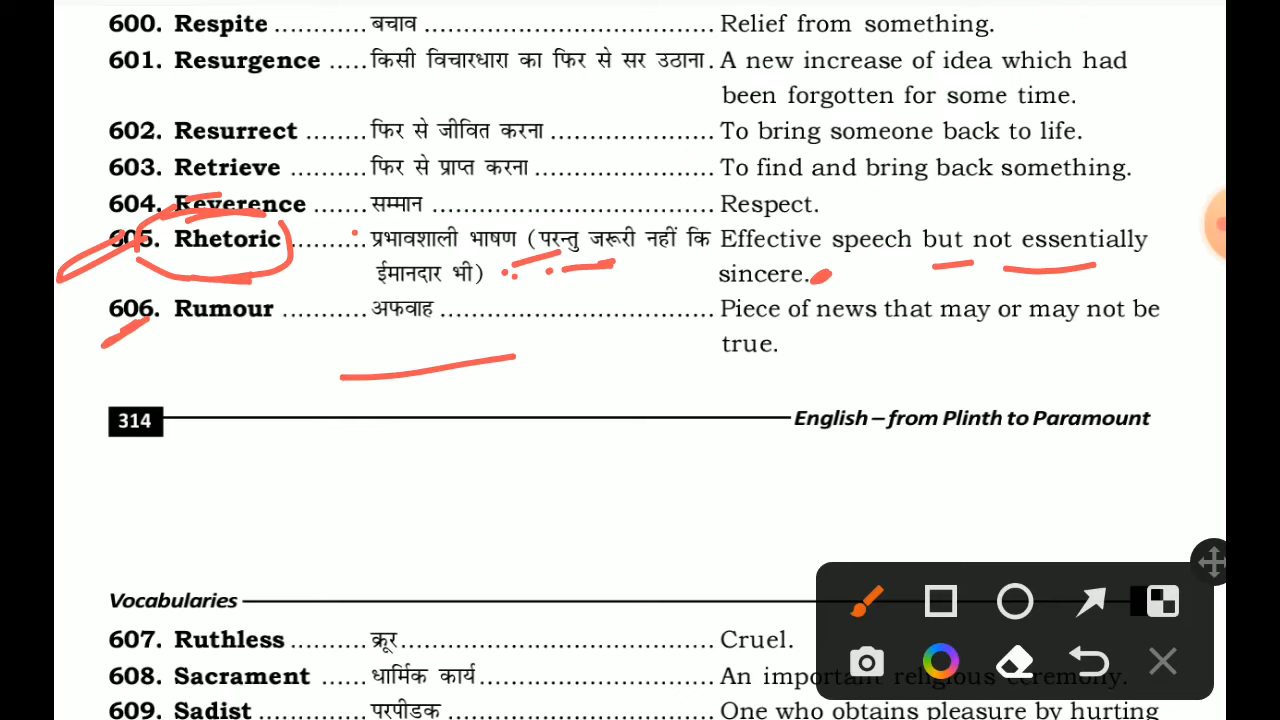 600. Respite ............ बचाव ...................................... Relief from something.
601. Resurgence ..... किसी विचारधारा का फिर से सर उठाना. A new increase of idea which had
been forgotten for some time.
602. Resurrect ........ फिर से जीवित करना ..................... To bring someone back to life.
603. Retrieve .......... फिर से प्राप्त करना ....................... To find and bring back something.
604. Reverence ....... सम्मान ..................................... Respect.
605. Rhetoric .......... प्रभावशाली भाषण (परन्तु जरूरी नहीं कि Effective speech but not essentially
ईमानदार भी) sincere.
606. Rumour ........... अफवाह .................................... Piece of news that may or may not be
true.
314 English – from Plinth to Paramount
Vocabularies
607. Ruthless .......... क्रूर ........................................ Cruel.
608. Sacrament ...... धार्मिक कार्य ............................... An important religious ceremony.
609. Sadist .............. परपीडक ................................... One who obtains pleasure by hurting